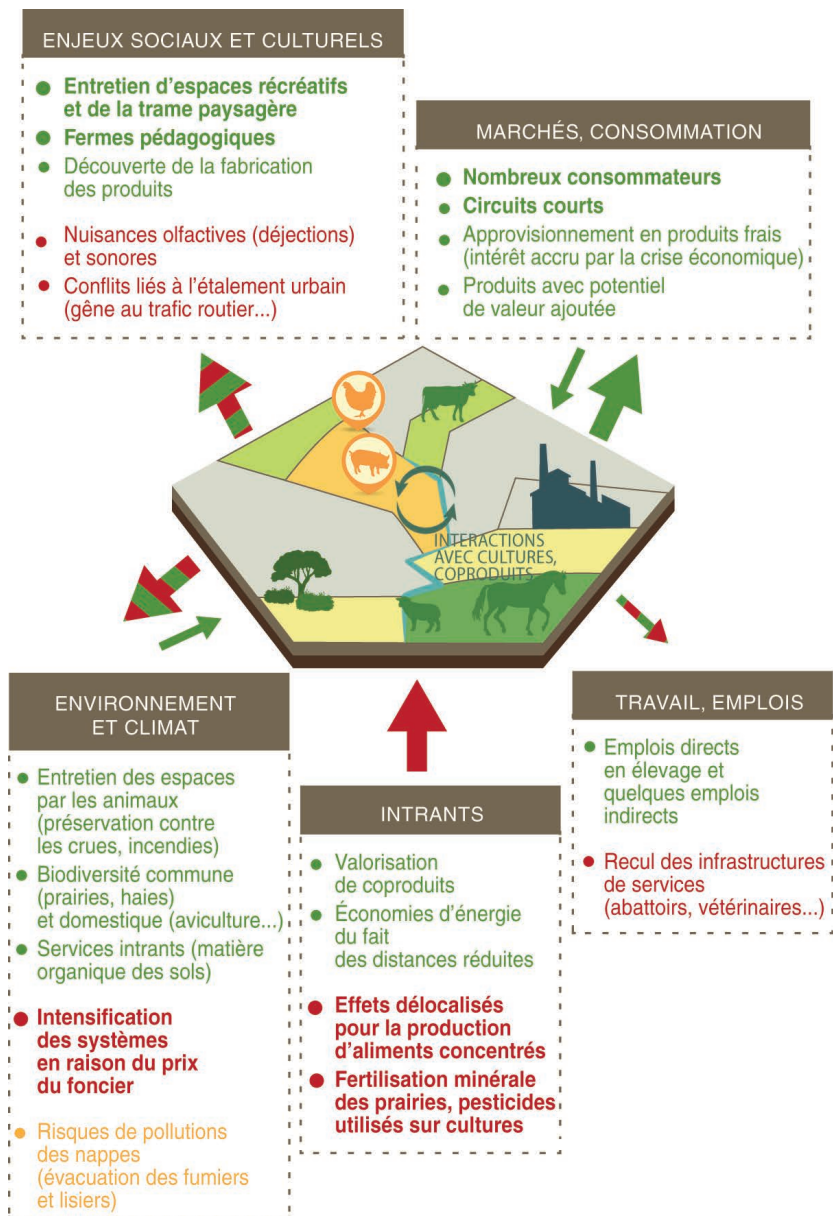 ENJEUX SOCIAUX ET CULTURELS
● Entretien d'espaces récréatifs
et de la trame paysagère
● Fermes pédagogiques
● Découverte de la fabrication
des produits
● Nuisances olfactives (déjections)
et sonores
● Conflits liés à l'étalement urbain
(gêne au trafic routier...)
MARCHÉS, CONSOMMATION
● Nombreux consommateurs
● Circuits courts
● Approvisionnement en produits frais
(intérêt accru par la crise économique)
● Produits avec potentiel
de valeur ajoutée
INTERACTIONS
AVEC CULTURES,
COPRODUITS
ENVIRONNEMENT
ET CLIMAT
● Entretien des espaces
par les animaux
(préservation contre
les crues, incendies)
● Biodiversité commune
(prairies, haies)
et domestique (aviculture...)
● Services intrants (matière
organique des sols)
● Intensification
des systèmes
en raison du prix
du foncier
● Risques de pollutions
des nappes
(évacuation des fumiers
et lisiers)
INTRANTS
● Valorisation
de coproduits
● Économies d'énergie
du fait
des distances réduites
● Effets délocalisés
pour la production
d'aliments concentrés
● Fertilisation minérale
des prairies, pesticides
utilisés sur cultures
TRAVAIL, EMPLOIS
● Emplois directs
en élevage et
quelques emplois
indirects
● Recul des infrastructures
de services
(abattoirs, vétérinaires...)